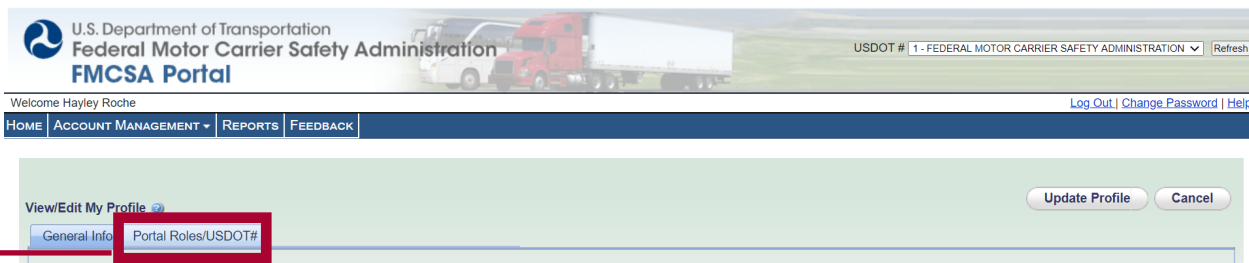 U.S. Department of Transportation
Federal Motor Carrier Safety Administration
FMCSA Portal
USDOT # 1 - FEDERAL MOTOR CARRIER SAFETY ADMINISTRATION Refresh
Welcome Hayley Roche
Log Out | Change Password | Help
HOME ACCOUNT MANAGEMENT REPORTS FEEDBACK
Update Profile Cancel
View/Edit My Profile
General Info Portal Roles/USDOT#